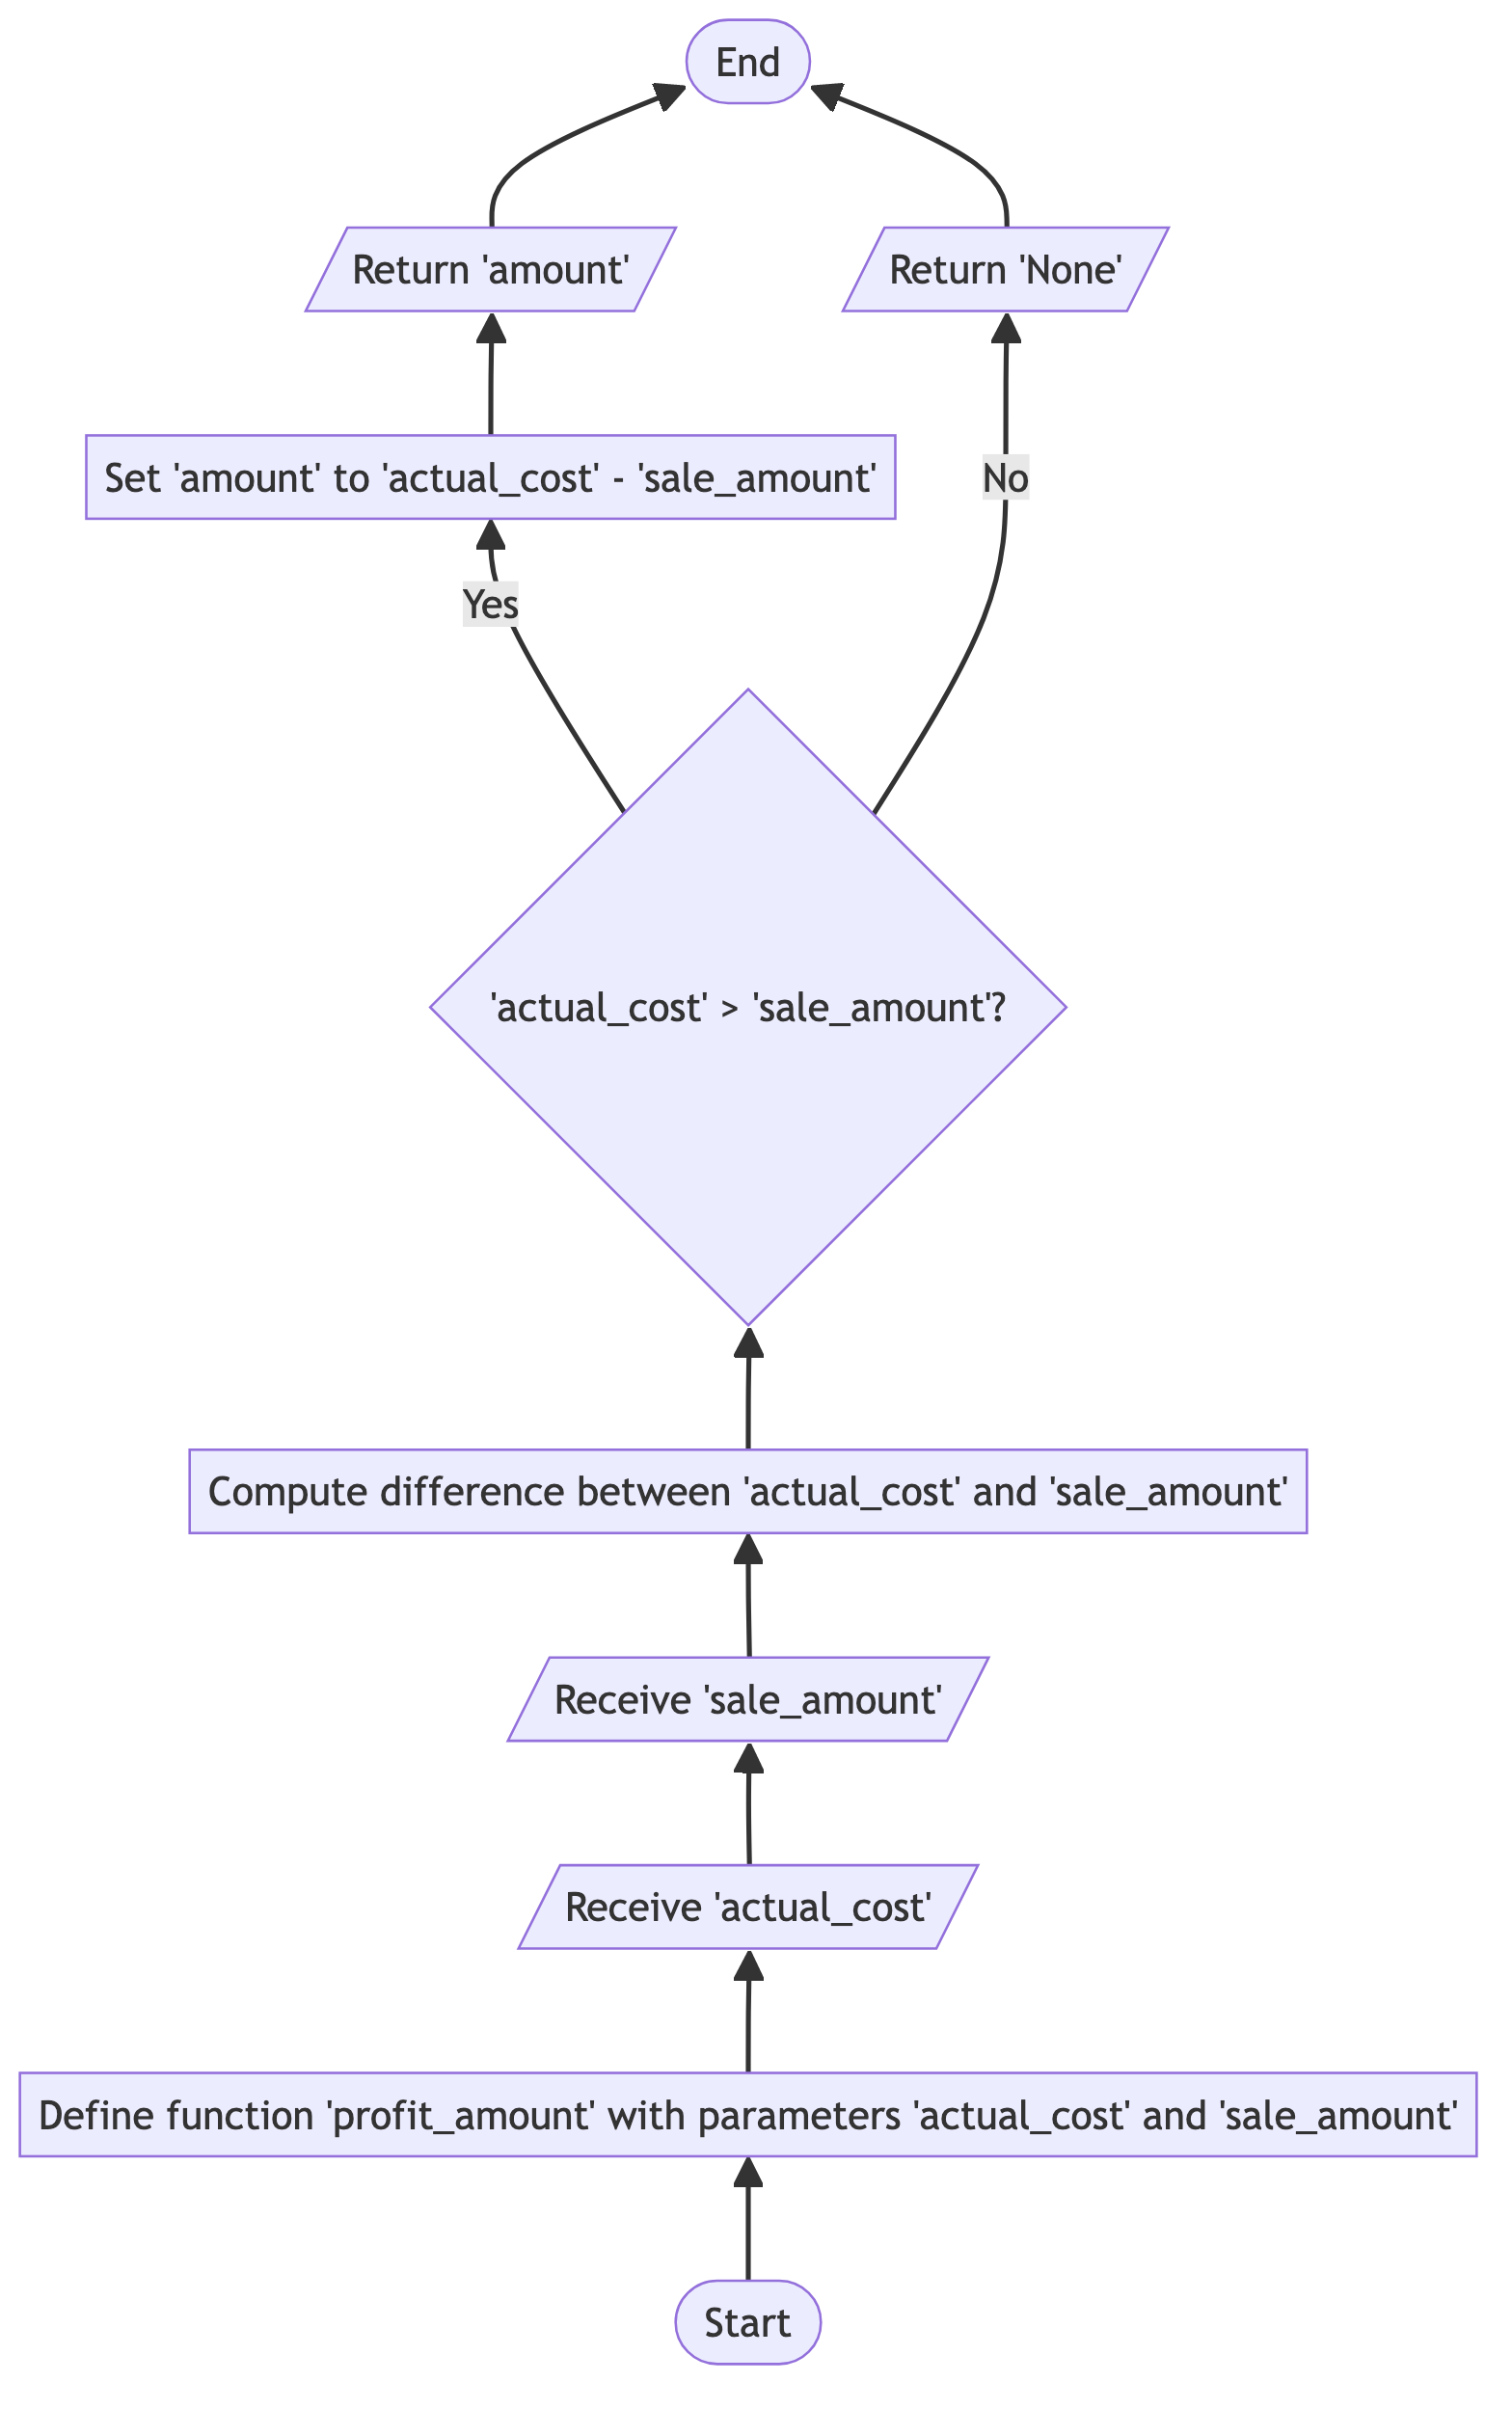 End
Return 'amount'
Return 'None'
Set 'amount' to 'actual_cost' - 'sale_amount'
No
Yes
'actual_cost' > 'sale_amount'?
Compute difference between 'actual_cost' and 'sale_amount'
Receive 'sale_amount'
Receive 'actual_cost'
Define function 'profit_amount' with parameters 'actual_cost' and 'sale_amount'
Start